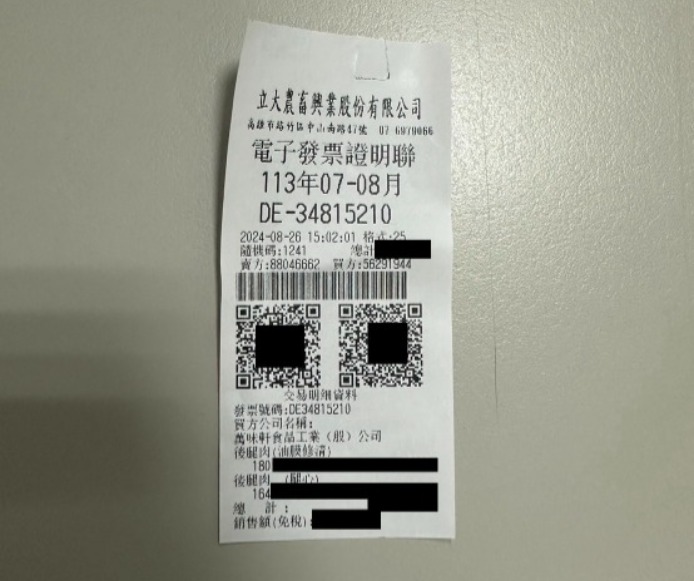 立大農畜興業股份有限公司
高雄市路竹區中山南路47號 07 6979066
電子發票證明聯
113年07-08月
DE-34815210
2024-08-26 15:02:01 格式:25
隨機碼:1241 總計
賣方:88046662 買方:56291944
交易明細資料
發票號碼:DE34815210
買方公司名稱:
萬味軒食品工業(股)公司
後腿肉(油膜修清)
180
後腿肉 (腿心)
164
總 計:
銷售額(免稅):